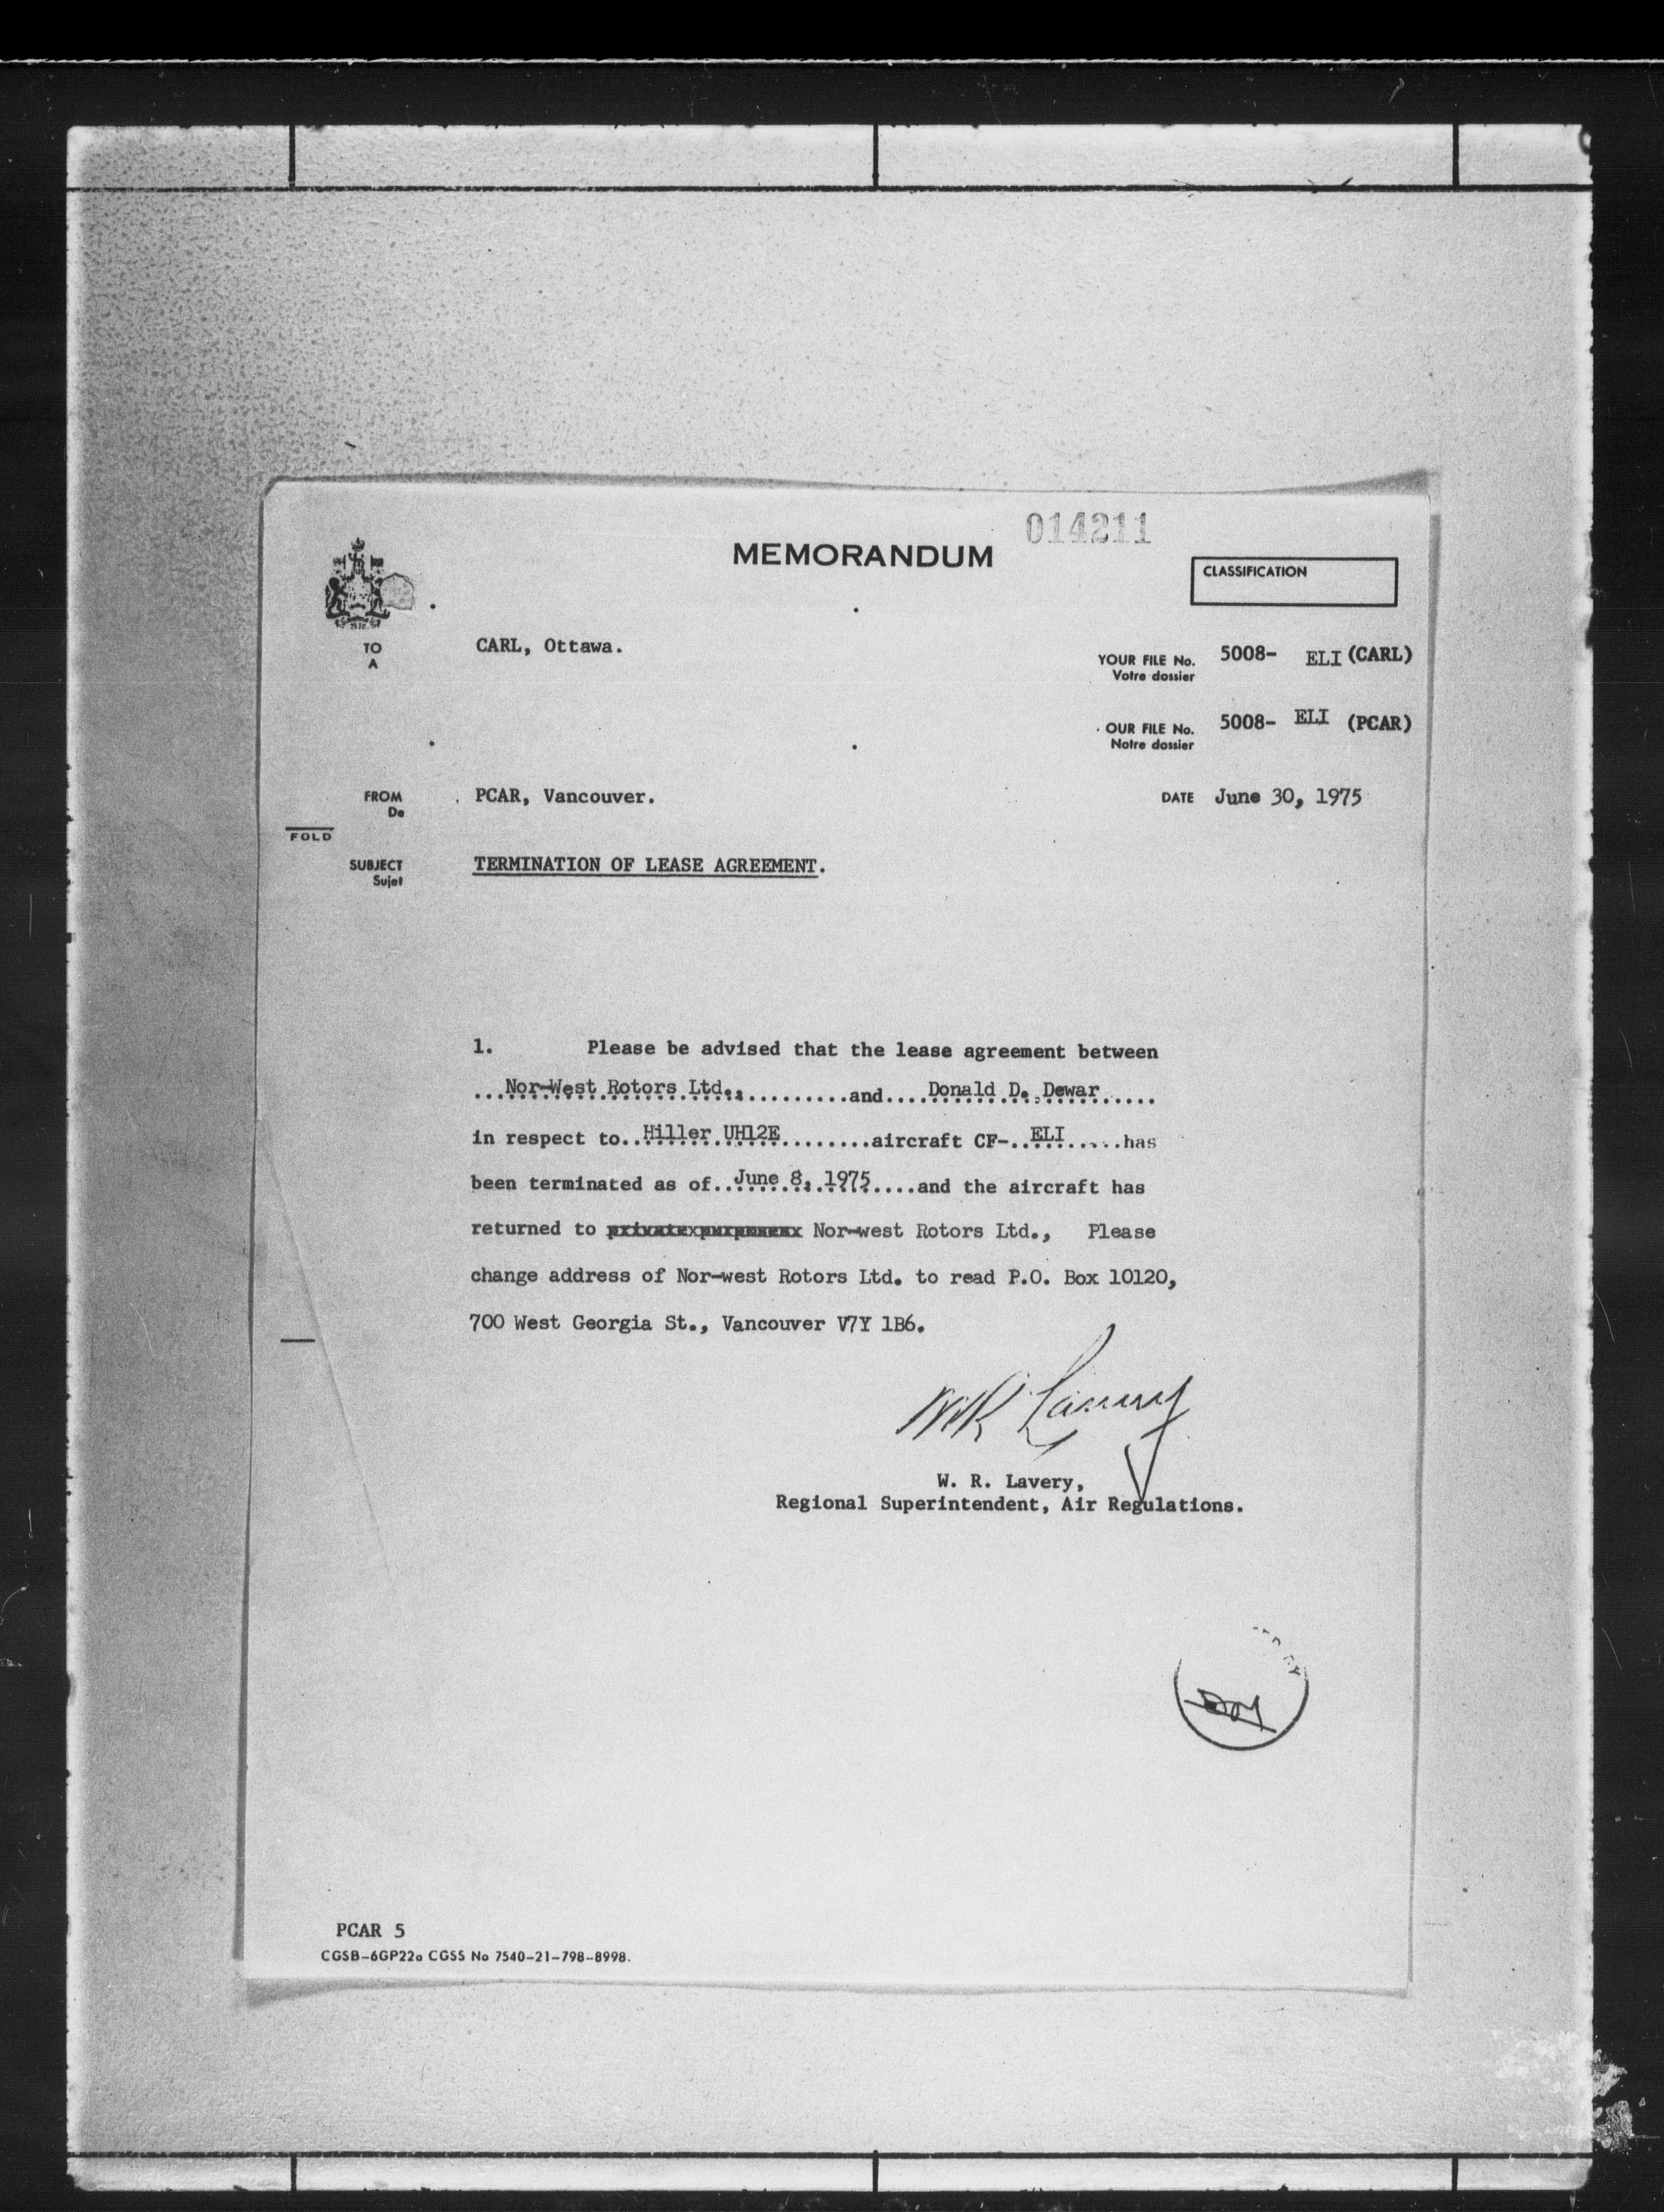 014211
MEMORANDUM
CLASSIFICATION
TO
A
CARL, Ottawa.
YOUR FILE No. 5008- ELI (CARL)
Votre dossier
OUR FILE No. 5008- ELI (PCAR)
Notre dossier
FROM
De
PCAR, Vancouver.
DATE June 30, 1975
FOLD
SUBJECT
Sujet
TERMINATION OF LEASE AGREEMENT.
1. Please be advised that the lease agreement between
...Nor-West Rotors Ltd.,..........and....Donald D. Dewar.....
in respect to..Hiller UH12E........aircraft CF-..ELI.....has
been terminated as of..June 8, 1975....and the aircraft has
returned to private purposes Nor-west Rotors Ltd., Please
change address of Nor-west Rotors Ltd. to read P.O. Box 10120,
700 West Georgia St., Vancouver V7Y 1B6.
WR Lavery
W. R. Lavery,
Regional Superintendent, Air Regulations.
PCAR 5
CGSB-6GP22a CGSS No 7540-21-798-8998.